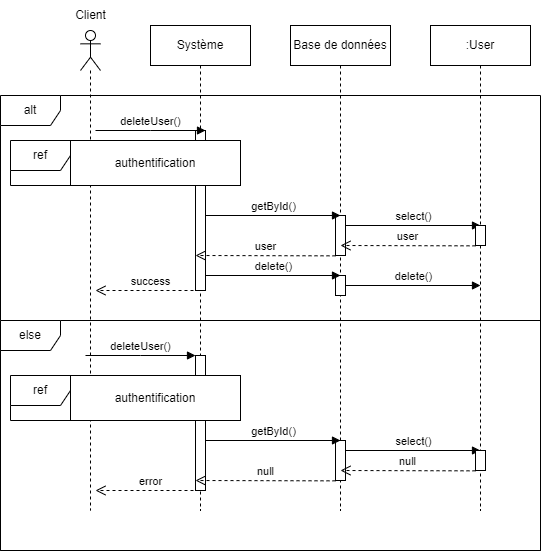 Client
Système
Base de données
:User
alt
deleteUser()
ref
authentification
getById()
select()
user
user
delete()
delete()
success
else
deleteUser()
ref
authentification
getById()
select()
null
null
error